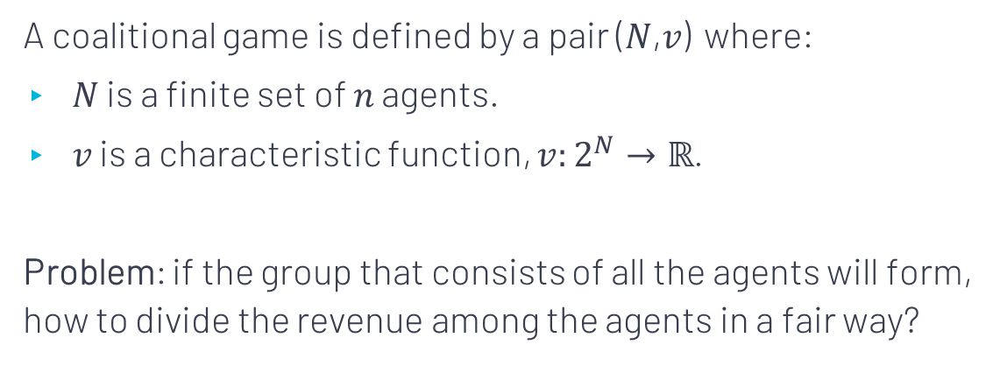 A coalitional game is defined by a pair (N,v) where:
▸ N is a finite set of n agents.
▸ v is a characteristic function, v: 2^N → ℝ.
Problem: if the group that consists of all the agents will form,
how to divide the revenue among the agents in a fair way?